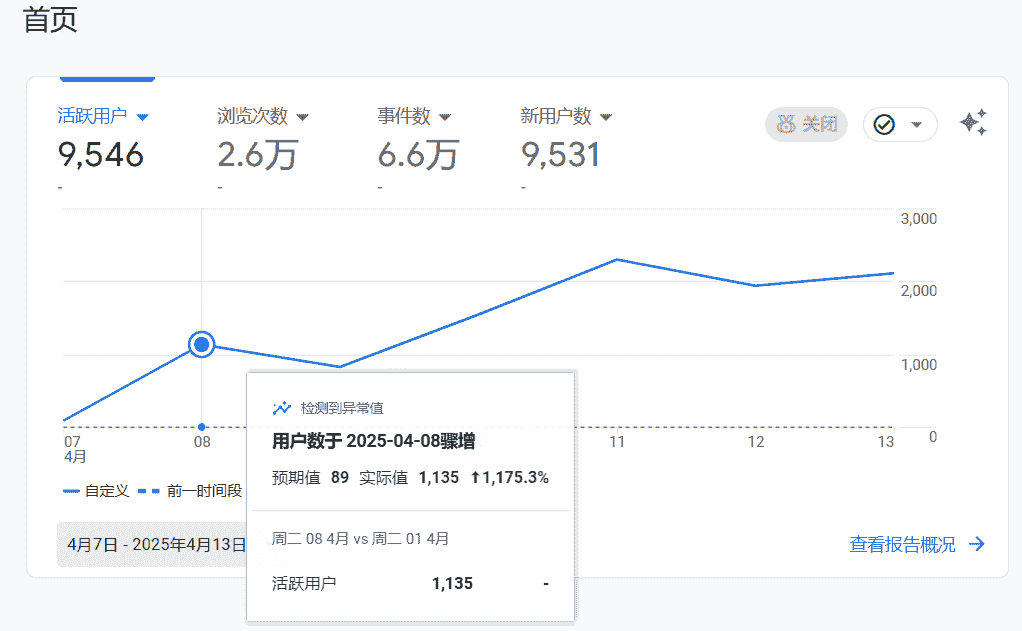 首页
活跃用户 浏览次数 事件数 新用户数 关闭
9,546 2.6万 6.6万 9,531
- - - -
3,000
2,000
1,000
0
07 08 11 12 13
4月
自定义 前一时间段
4月7日 - 2025年4月13日
查看报告概况
检测到异常值
用户数于 2025-04-08骤增
预期值 89 实际值 1,135 ↑1,175.3%
周二 08 4月 vs 周二 01 4月
活跃用户 1,135 -